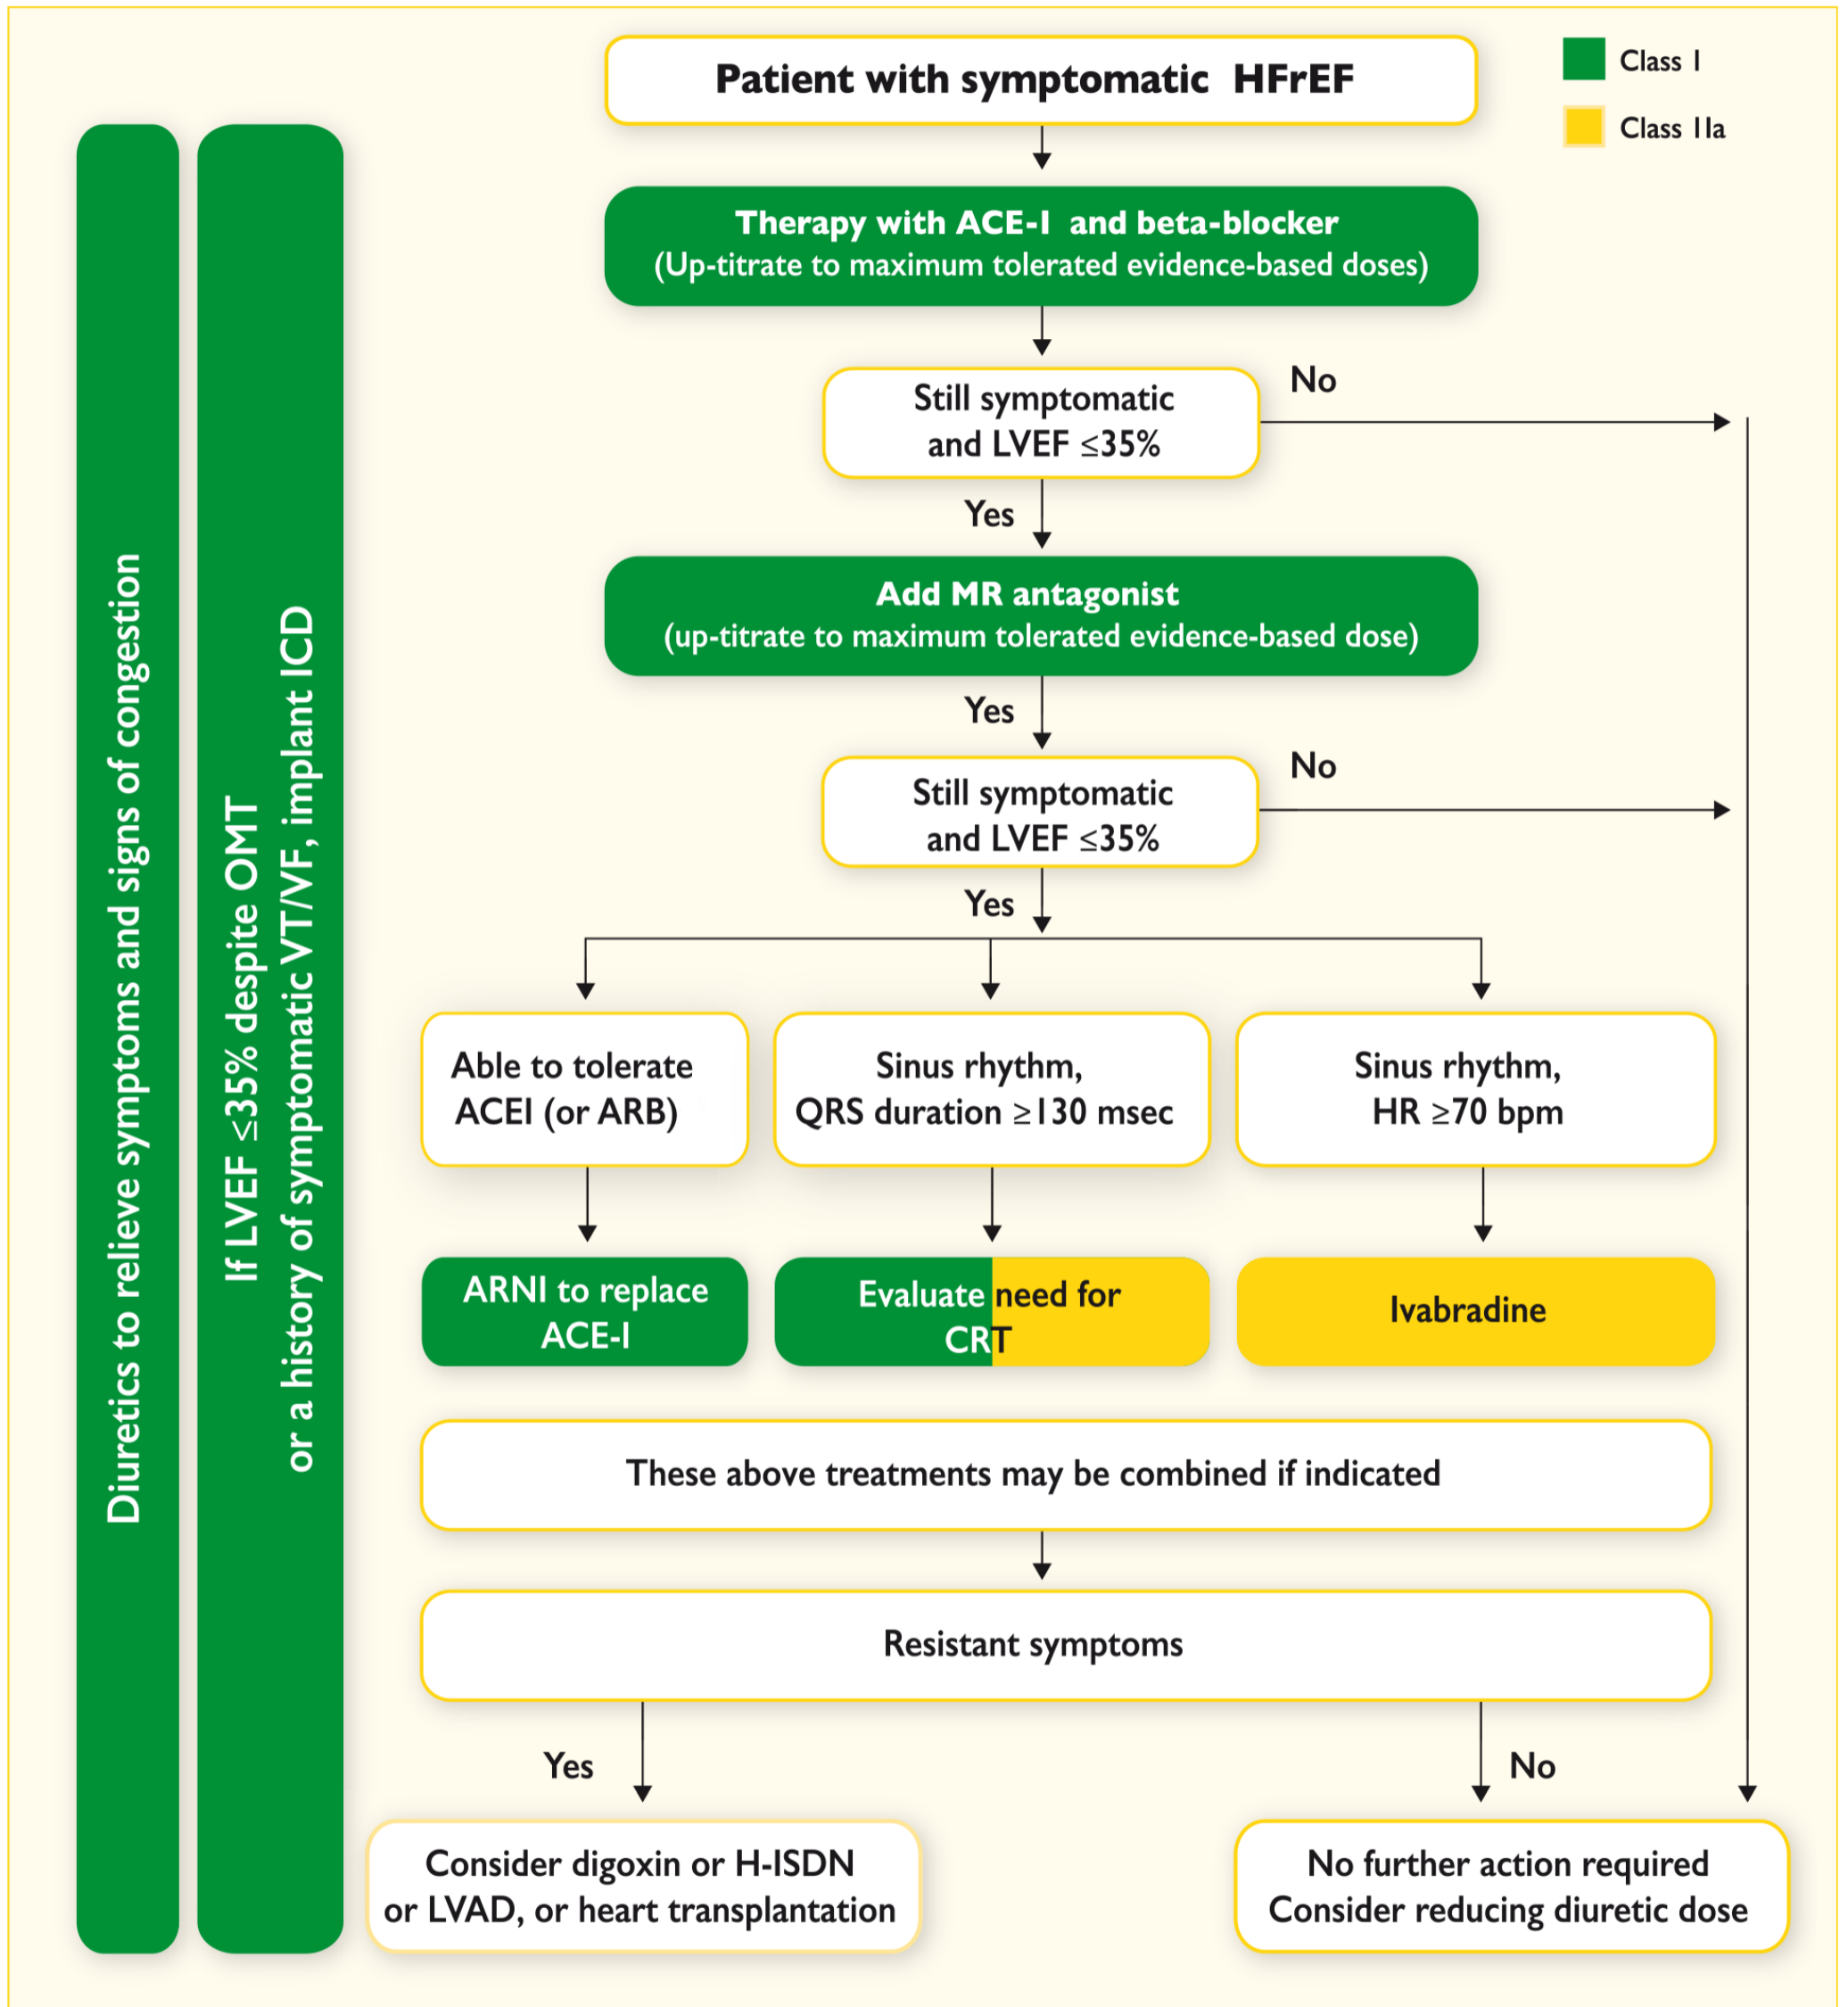 Patient with symptomatic HFrEF
Class I
Class IIa
Therapy with ACE-I and beta-blocker
(Up-titrate to maximum tolerated evidence-based doses)
Still symptomatic
and LVEF ≤35%
No
Yes
Add MR antagonist
(up-titrate to maximum tolerated evidence-based dose)
Yes
Still symptomatic
and LVEF ≤35%
No
Yes
Able to tolerate
ACEI (or ARB)
Sinus rhythm,
QRS duration ≥130 msec
Sinus rhythm,
HR ≥70 bpm
ARNI to replace
ACE-I
Evaluate need for
CRT
Ivabradine
These above treatments may be combined if indicated
Resistant symptoms
Yes
No
Consider digoxin or H-ISDN
or LVAD, or heart transplantation
No further action required
Consider reducing diuretic dose
Diuretics to relieve symptoms and signs of congestion
If LVEF ≤35% despite OMT
or a history of symptomatic VT/VF, implant ICD